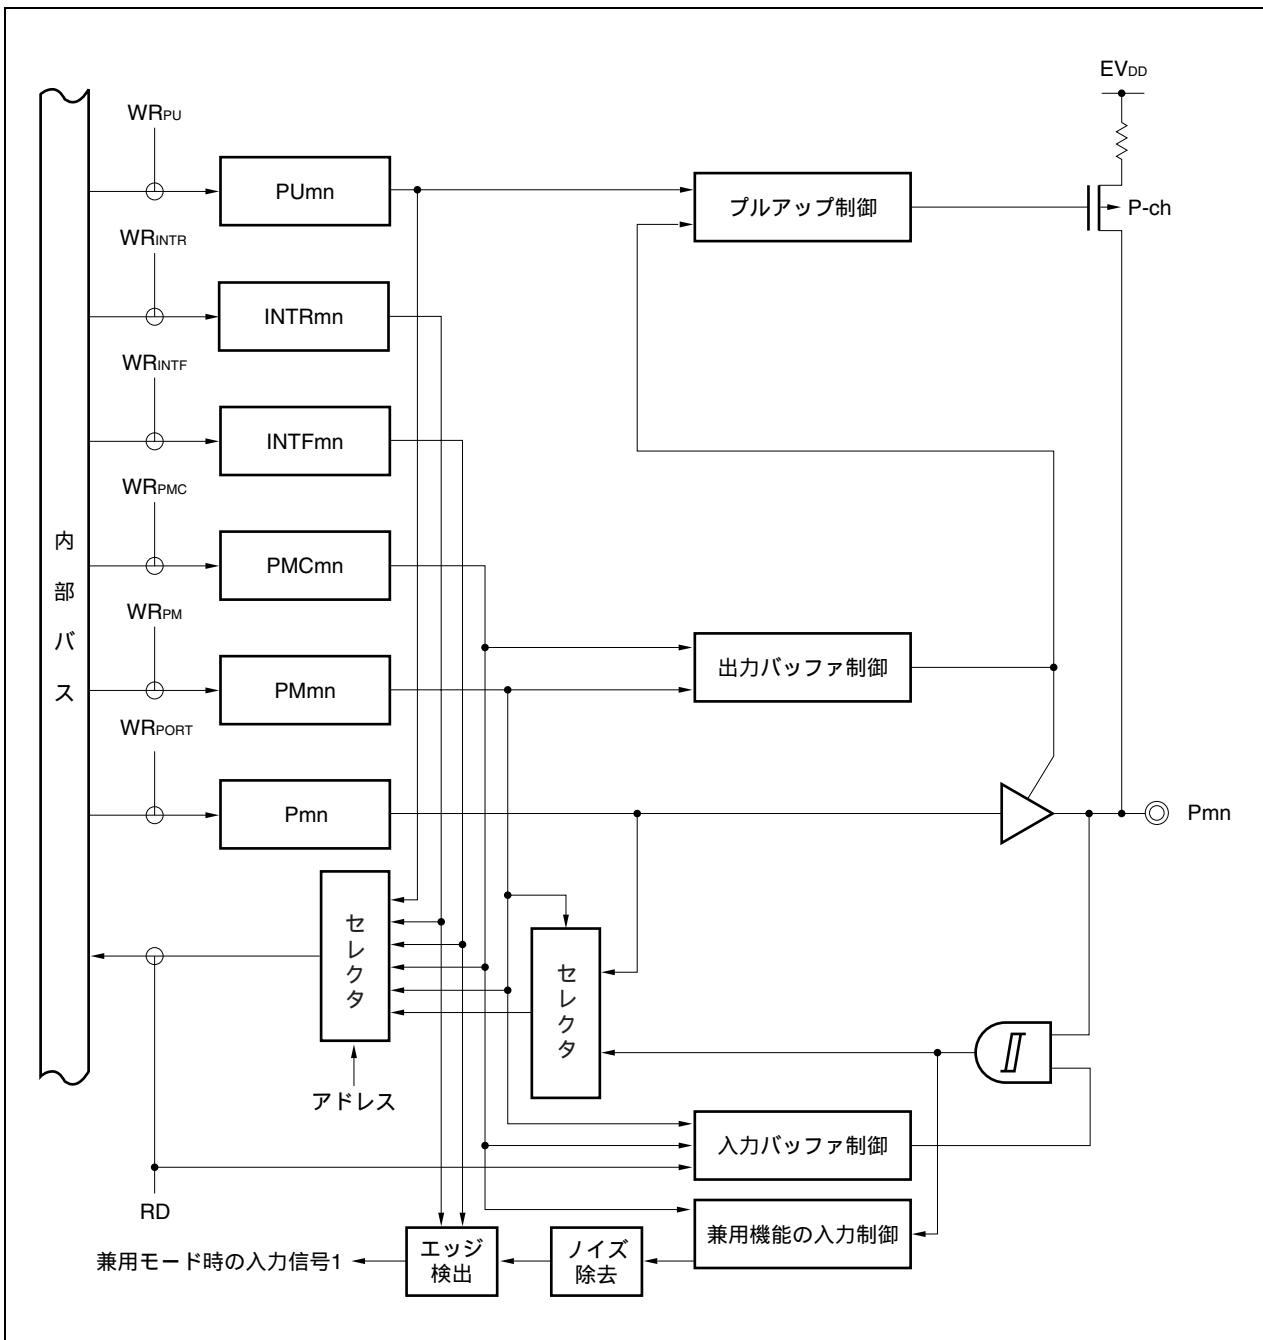 EVDD
WRPU
PUmn
プルアップ制御
P-ch
WRINTR
INTRmn
WRINTF
INTFmn
WRPMC
PMCmn
内部バス
WRPM
PMmn
出力バッファ制御
WRPORT
Pmn
Pmn
セレクタ
セレクタ
アドレス
入力バッファ制御
RD
兼用機能の入力制御
兼用モード時の入力信号1
エッジ
検出
ノイズ
除去